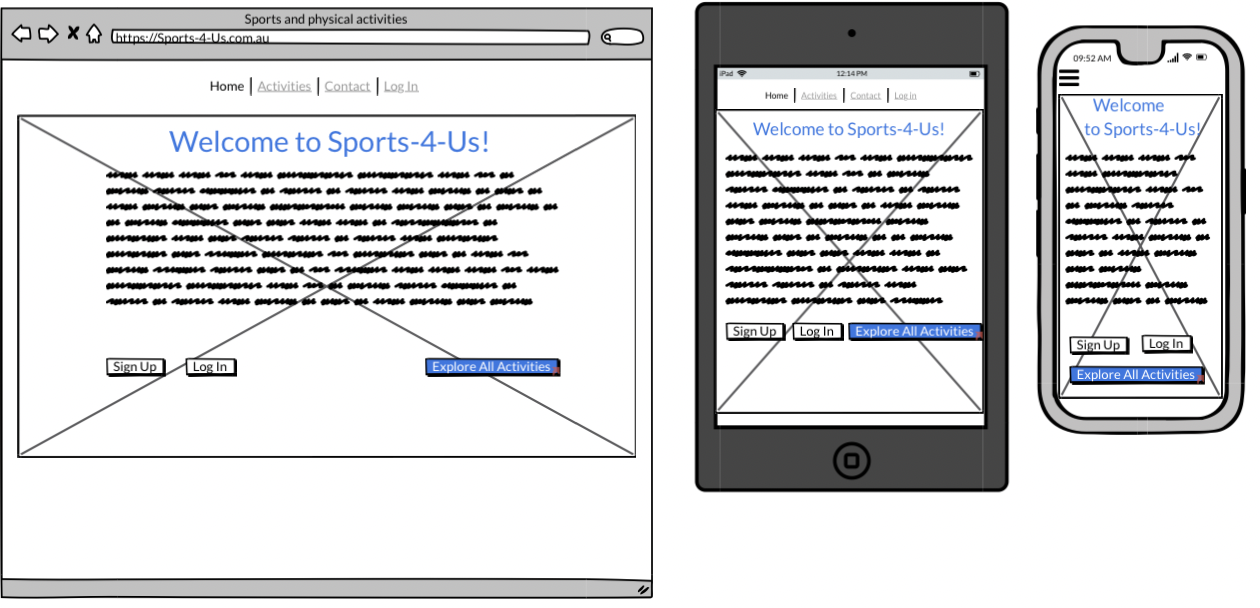 Sports and physical activities
https://Sports-4-Us.com.au
Home | Activities | Contact | Log In
Welcome to Sports-4-Us!
Sign Up
Log In
Explore All Activities
iPad
12:14 PM
Home | Activities | Contact | Log in
Welcome to Sports-4-Us!
Sign Up
Log In
Explore All Activities
09:52 AM
Welcome
to Sports-4-Us!
Sign Up
Log In
Explore All Activities